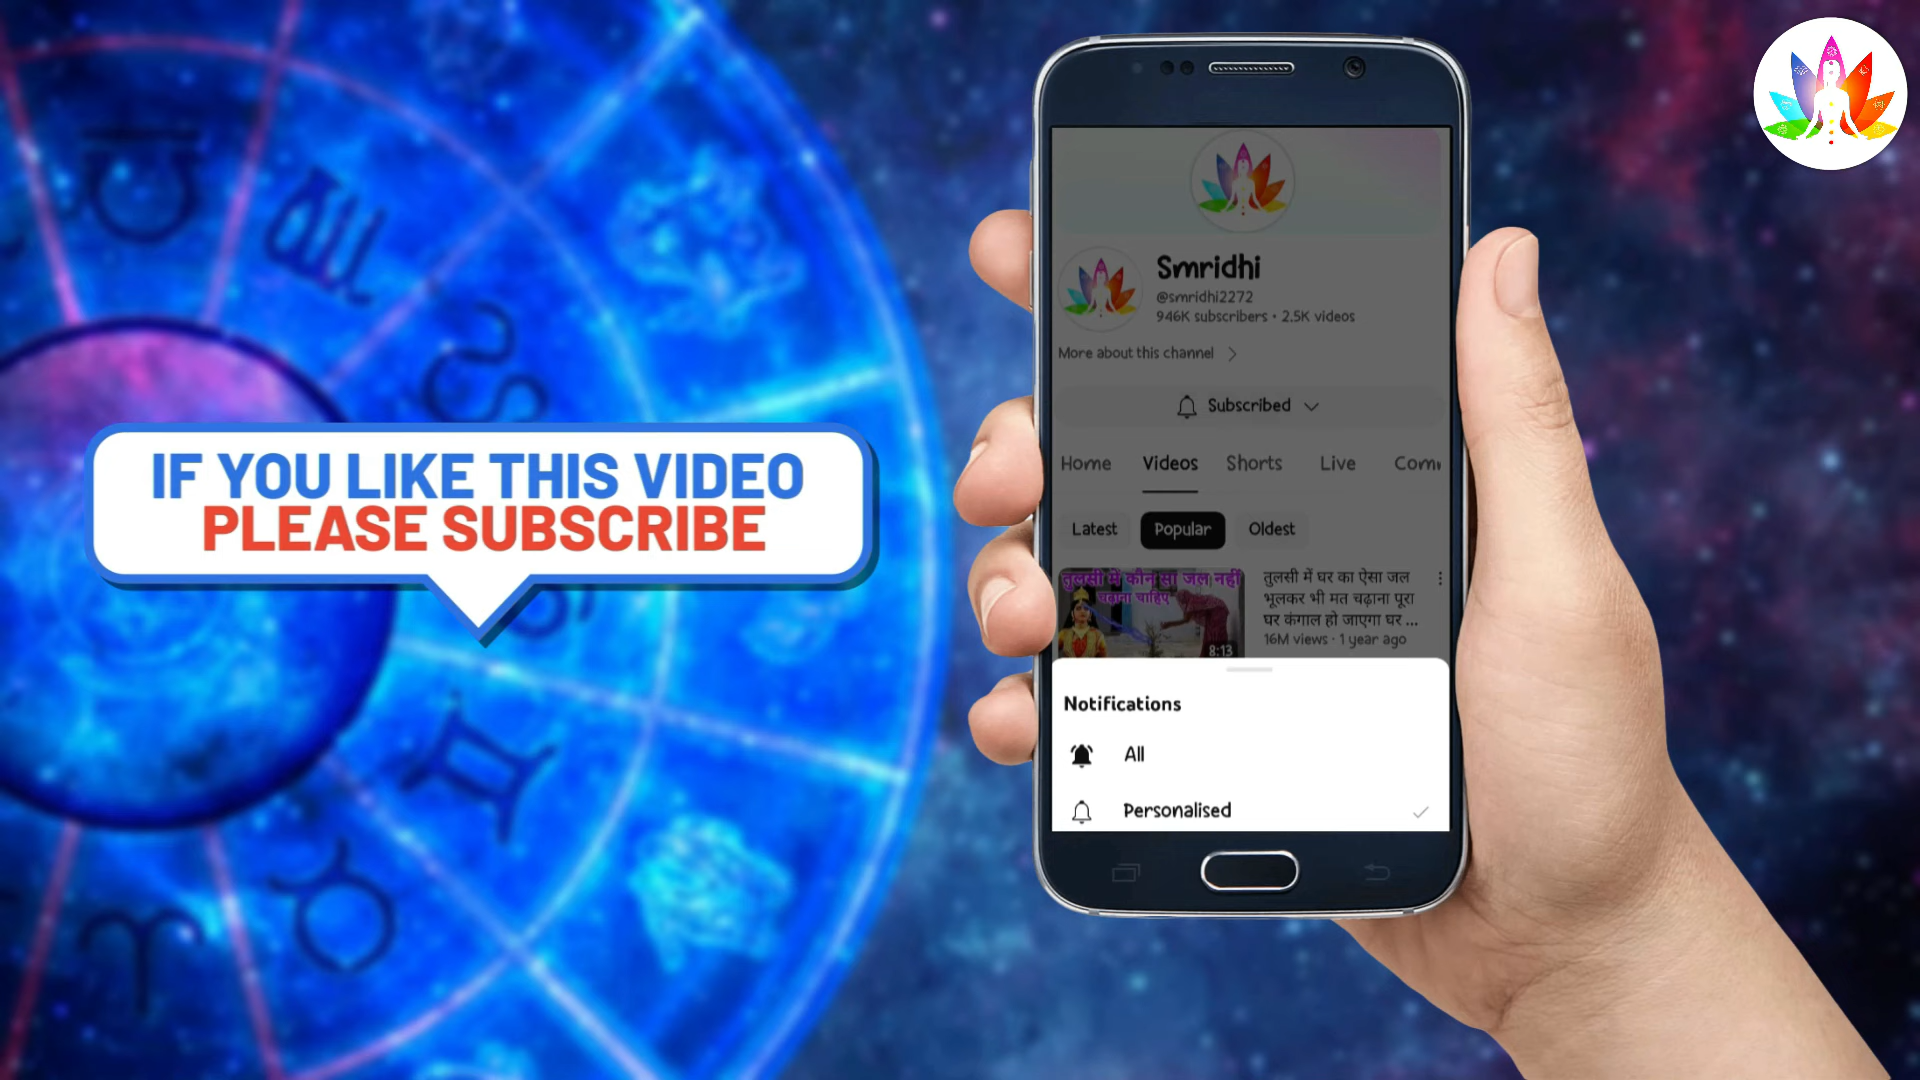 IF YOU LIKE THIS VIDEO
PLEASE SUBSCRIBE
Smridhi
@smridhi2272
946K subscribers • 2.5K videos
More about this channel
Subscribed
Home Videos Shorts Live Com
Latest Popular Oldest
तुलसी में कौन सा जल नहीं
चढ़ाना चाहिए
8:13
तुलसी में घर का ऐसा जल
भूलकर भी मत चढ़ाना पूरा
घर कंगाल हो जाएगा घर ...
16M views · 1 year ago
Notifications
All
Personalised